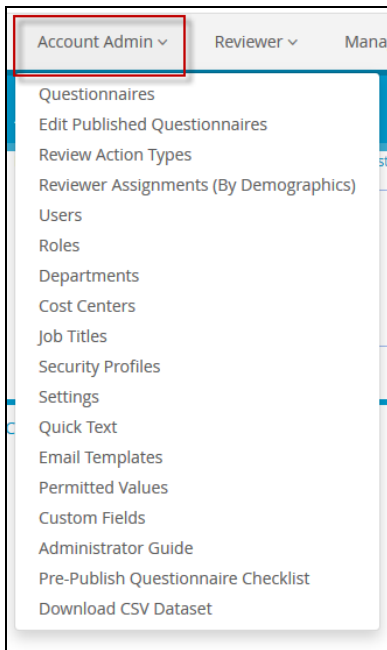 Account Admin Reviewer Mana
Questionnaires
Edit Published Questionnaires
Review Action Types
Reviewer Assignments (By Demographics)
Users
Roles
Departments
Cost Centers
Job Titles
Security Profiles
Settings
Quick Text
Email Templates
Permitted Values
Custom Fields
Administrator Guide
Pre-Publish Questionnaire Checklist
Download CSV Dataset